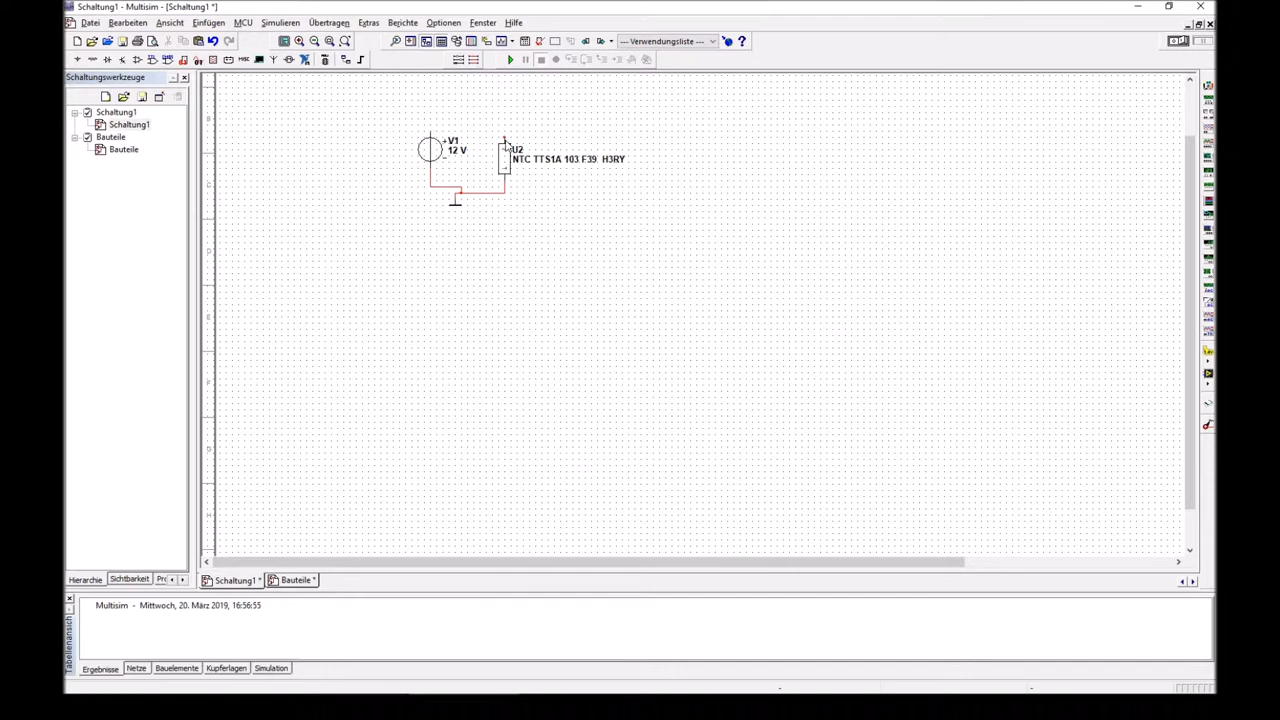 Schaltung1 - Multisim - [Schaltung1 *]
Datei Bearbeiten Ansicht Einfügen MCU Simulieren Übertragen Extras Berichte Optionen Fenster Hilfe
--- Verwendungsliste ---
Schaltungswerkzeuge
Schaltung1
Schaltung1
Bauteile
Bauteile
B
C
D
E
F
G
H
V1
12 V
U2
NTC TTS1A 103 F39 H3RY
Hierarchie Sichtbarkeit
Schaltung1 * Bauteile *
Multisim - Mittwoch, 20. März 2019, 16:56:55
Tabellenansicht
Ergebnisse Netze Bauelemente Kupferlagen Simulation